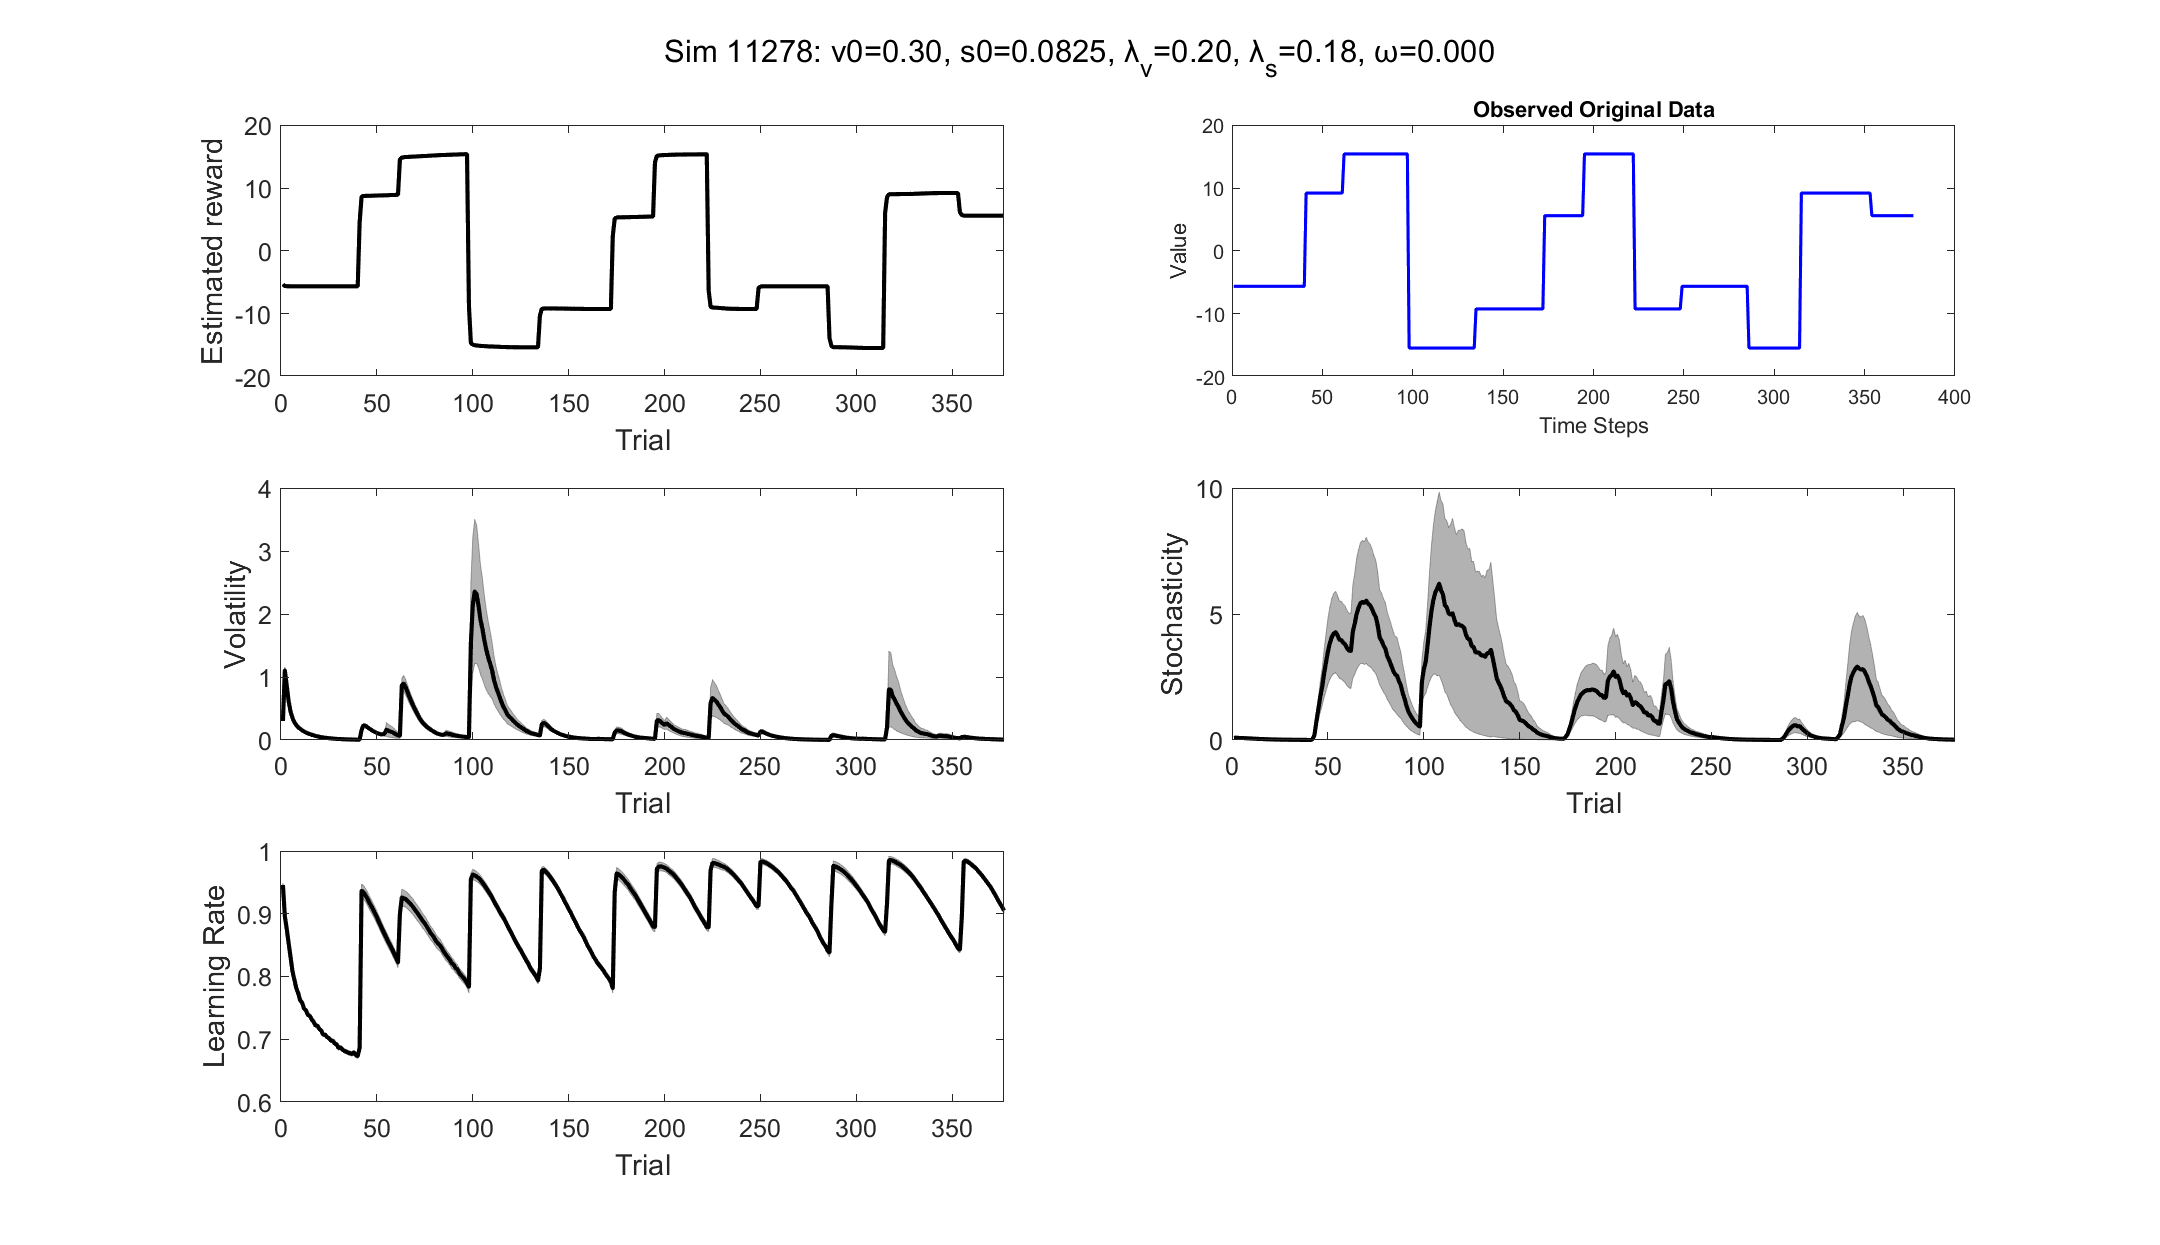 Sim 11278: v0=0.30, s0=0.0825, λ_v=0.20, λ_s=0.18, ω=0.000
20
10
0
-10
-20
Estimated reward
0 50 100 150 200 250 300 350
Trial
Observed Original Data
20
10
0
-10
-20
Value
0 50 100 150 200 250 300 350 400
Time Steps
4
3
2
1
0
Volatility
0 50 100 150 200 250 300 350
Trial
10
5
0
Stochasticity
0 50 100 150 200 250 300 350
Trial
1
0.9
0.8
0.7
0.6
Learning Rate
0 50 100 150 200 250 300 350
Trial